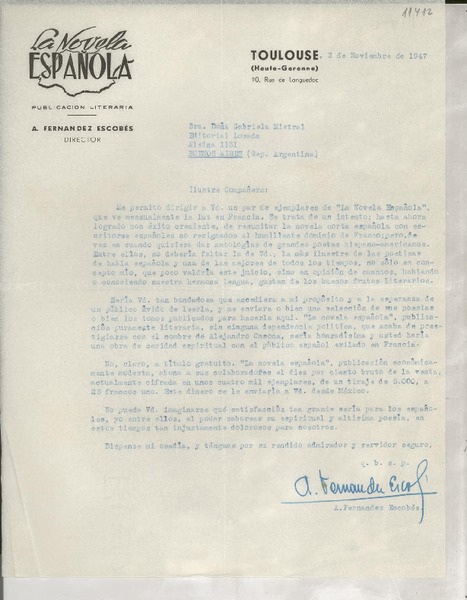 11412
La Novela
ESPAÑOLA
PUBLICACION LITERARIA
A. FERNANDEZ ESCOBÉS
DIRECTOR
TOULOUSE, 2 de Noviembre de 1947
(Haute-Garonne)
10, Rue de Languedoc
Sra. Doña Gabriela Mistral
Editorial Losada
Alsina 1131
BUENOS AIRES (Rep. Argentina)
Ilustre Compañera:
Me permito dirigir a Vd. un par de ejemplares de "La Novela Española",
que ve mensualmente la luz en Francia. Se trata de un intento; hasta ahora
logrado con éxito creciente, de resucitar la novela corta española con es-
critores españoles no resignados al humillante dominio de Franco; pero, de
vez en cuando quisiera dar antologías de grandes poetas hispano-americanos.
Entre ellas, no debería faltar la de Vd., la más ilustre de las poetisas
de habla española y una de las mejores de todos los tiempos, no sólo en
concepto mío, que poco valdría este juicio, sino en opinión de cuantos, hablando
o conociendo nuestra hermosa lengua, gustan de los buenos frutos literarios.
Sería Vd. tan bondadosa que accediera a mi propósito y a la esperanza de
un público ávido de leerla, y me enviara o bien una selección de sus poesías
o bien los tomos publicados para hacerla aquí. "La novela española", publi-
ción puramente literaria, sin ninguna dependencia política, que acaba de pres-
tigiarse con el nombre de Alejandro Casona, sería honradísima y usted haría
una obra de caridad espiritual con el público español exilado en Francia.
No, claro, a título gratuito. "La novela española", publicación económica-
mente modesta, abona a sus colaboradores el diez por ciento bruto de la venta,
actualmente cifrada en unos cuatro mil ejemplares, de un tiraje de 5.000, a
25 francos uno. Este dinero se le enviaría a Vd. desde México.
No puede Vd. imaginarse qué satisfacción tan grande sería para los españo-
les, yo entre ellos, al poder saborear su espiritual y altísima poesía, en
estos tiempos tan injustamente dolorosos para nosotros.
Dispense mi osadía, y téngame por su rendido admirador y servidor seguro,
q. b. s. p.
A. Fernandez Escobés
A. Fernandez Escobés.